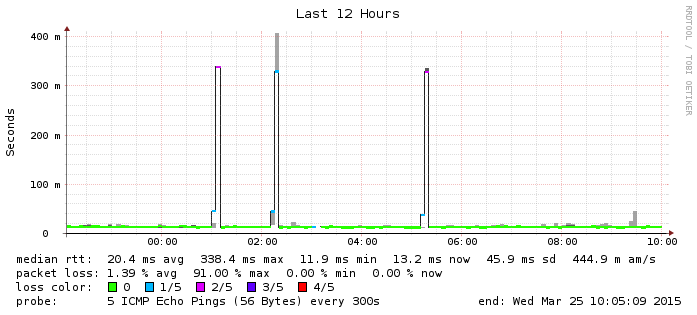 Last 12 Hours
RRDTOOL / TOBI OETIKER
Seconds
400 m
300 m
200 m
100 m
0
00:00 02:00 04:00 06:00 08:00 10:00
median rtt: 20.4 ms avg 338.4 ms max 11.9 ms min 13.2 ms now 45.9 ms sd 444.9 m am/s
packet loss: 1.39 % avg 91.00 % max 0.00 % min 0.00 % now
loss color: 0 1/5 2/5 3/5 4/5
probe: 5 ICMP Echo Pings (56 Bytes) every 300s end: Wed Mar 25 10:05:09 2015